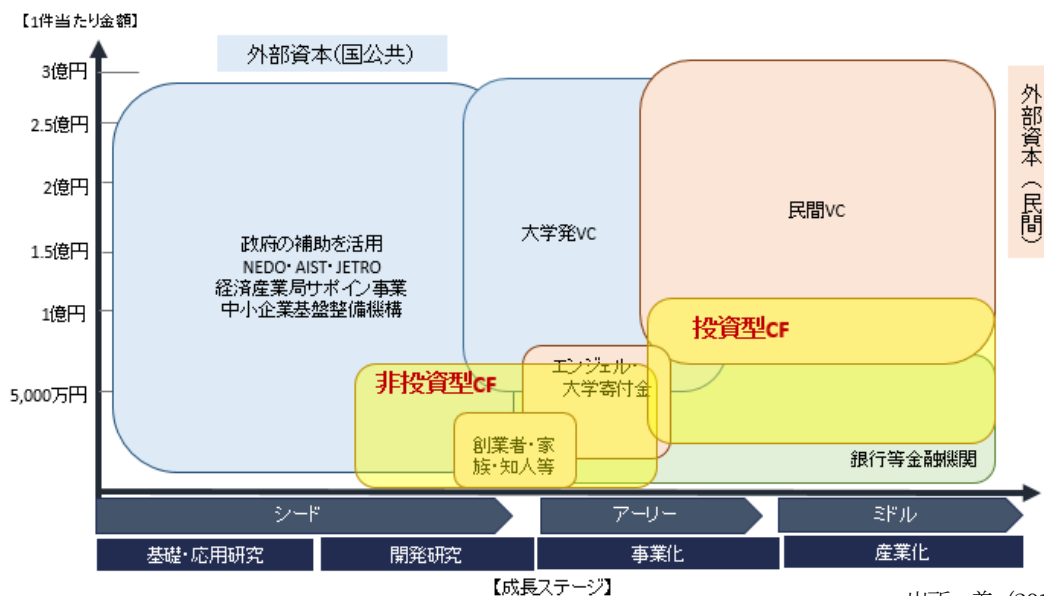 【1件当たり金額】
外部資本(国公共)
3億円
2.5億円
2億円
1.5億円
1億円
5,000万円
政府の補助を活用
NEDO・AIST・JETRO
経済産業局サポイン事業
中小企業基盤整備機構
大学発VC
民間VC
外部資本(民間)
投資型CF
非投資型CF
エンジェル・
大学寄付金
創業者・家
族・知人等
銀行等金融機関
シード
アーリー
ミドル
基礎・応用研究
開発研究
事業化
産業化
【成長ステージ】